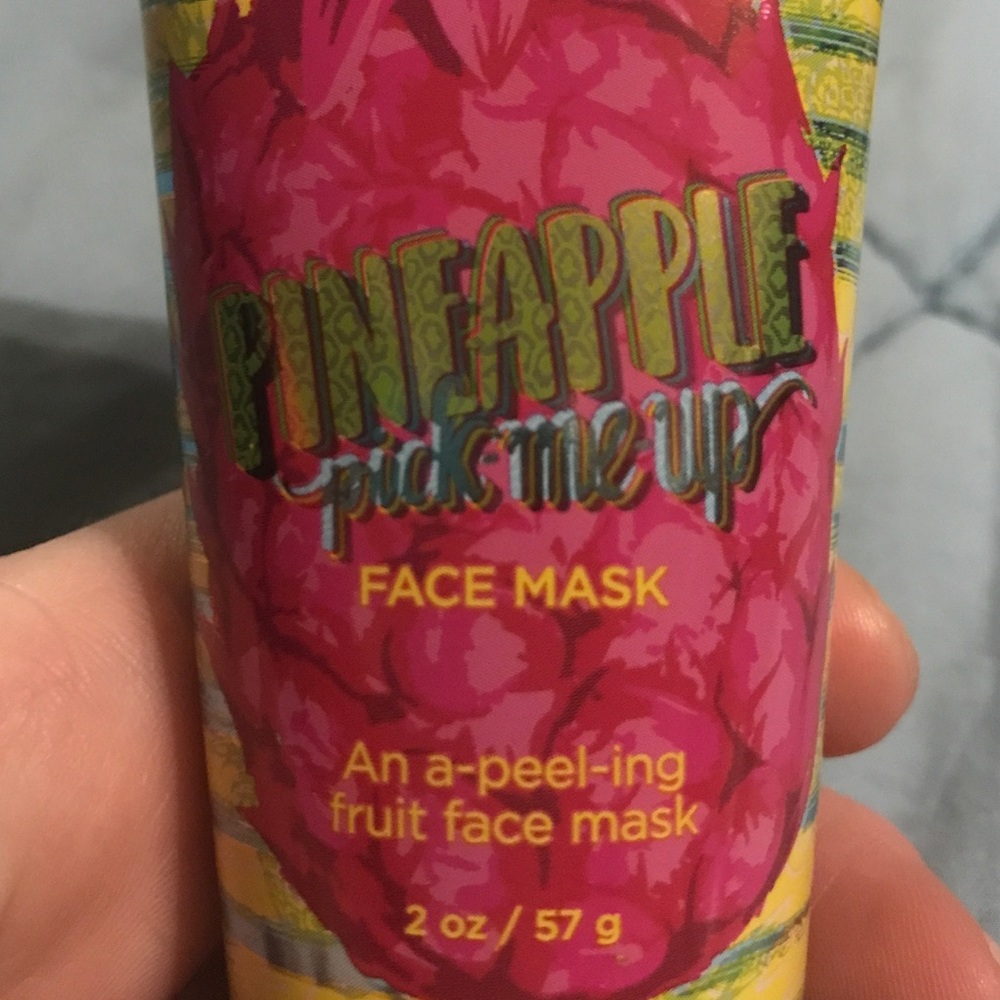 PINEAPPLE
pick-me-up
FACE MASK
An a-peel-ing
fruit face mask
2 oz / 57 g